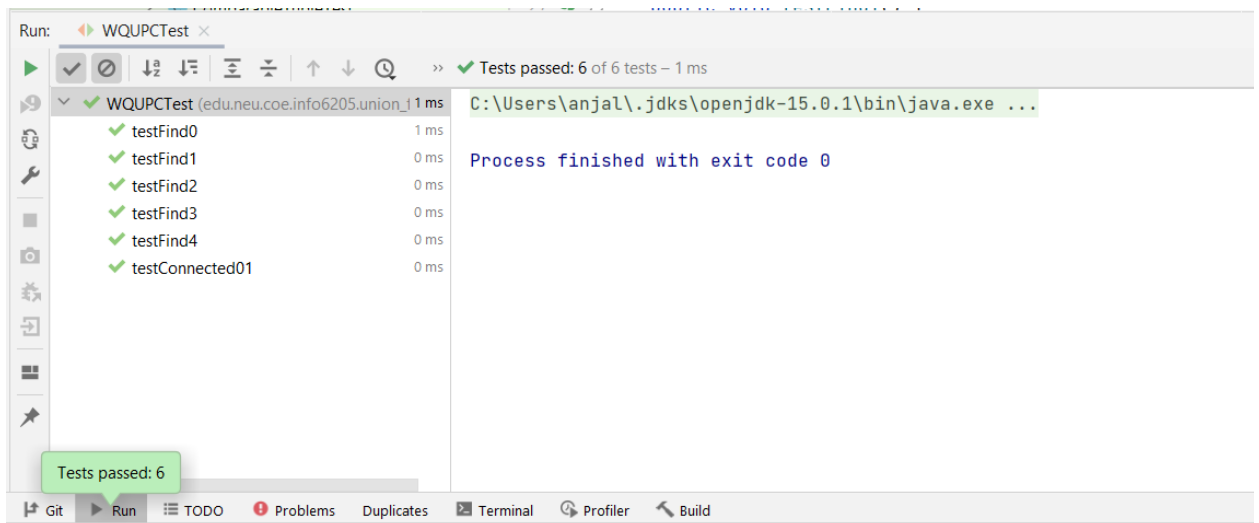 Run: WQUPCTest
Tests passed: 6 of 6 tests – 1 ms
WQUPCTest (edu.neu.coe.info6205.union_f 1 ms
testFind0 1 ms
testFind1 0 ms
testFind2 0 ms
testFind3 0 ms
testFind4 0 ms
testConnected01 0 ms
C:\Users\anjal\.jdks\openjdk-15.0.1\bin\java.exe ...
Process finished with exit code 0
Tests passed: 6
Git Run TODO Problems Duplicates Terminal Profiler Build